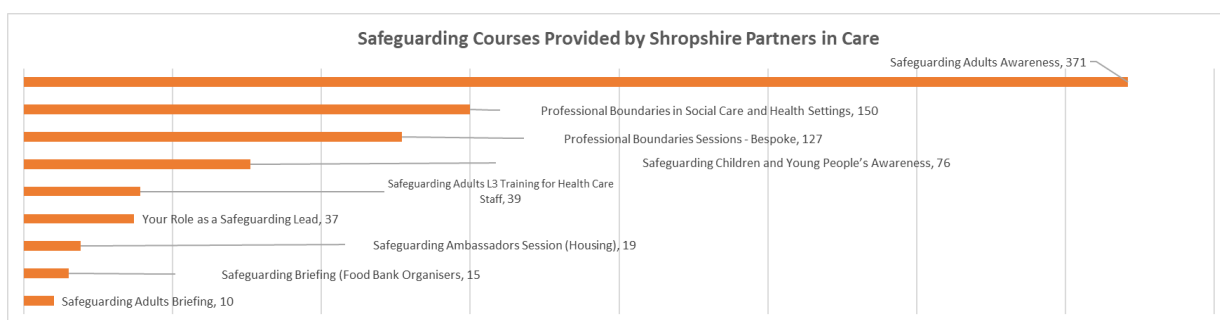 Safeguarding Courses Provided by Shropshire Partners in Care
Safeguarding Adults Awareness, 371
Professional Boundaries in Social Care and Health Settings, 150
Professional Boundaries Sessions - Bespoke, 127
Safeguarding Children and Young People’s Awareness, 76
Safeguarding Adults L3 Training for Health Care
Staff, 39
Your Role as a Safeguarding Lead, 37
Safeguarding Ambassadors Session (Housing), 19
Safeguarding Briefing (Food Bank Organisers, 15
Safeguarding Adults Briefing, 10